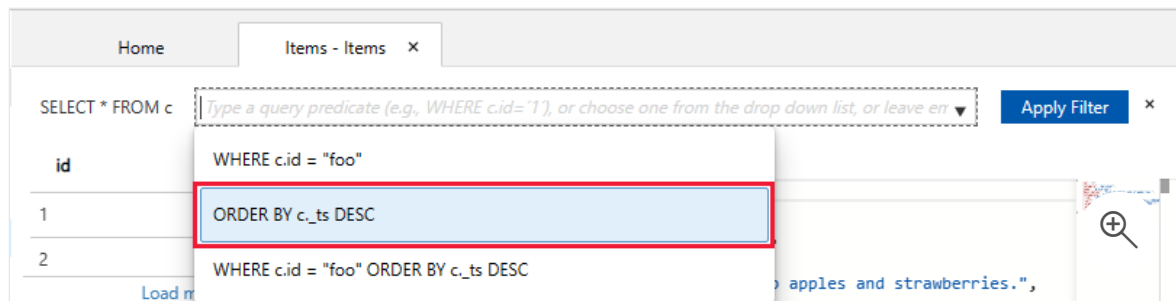 Home
Items - Items ×
SELECT * FROM c
Type a query predicate (e.g., WHERE c.id=´1´), or choose one from the drop down list, or leave em
Apply Filter ×
id
WHERE c.id = "foo"
1
ORDER BY c._ts DESC
2
WHERE c.id = "foo" ORDER BY c._ts DESC
Load m
apples and strawberries.",